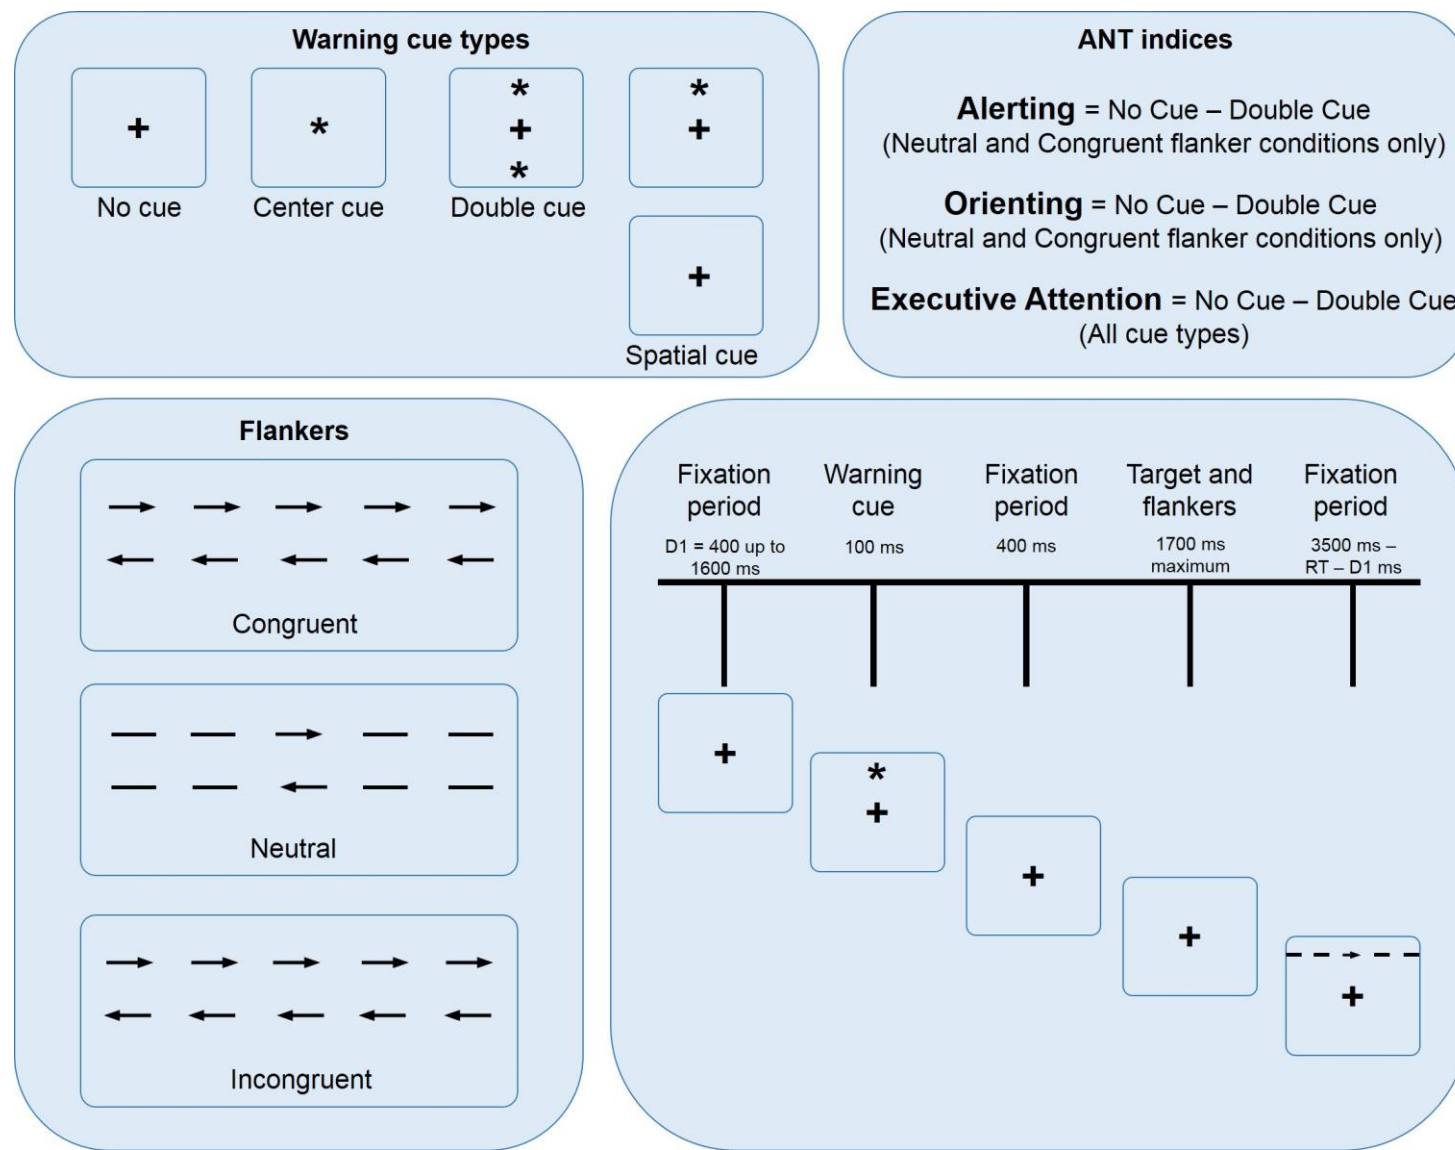 Warning cue types
+
*
*
+
*
*
+
No cue
Center cue
Double cue
+
Spatial cue
ANT indices
Alerting = No Cue – Double Cue
(Neutral and Congruent flanker conditions only)
Orienting = No Cue – Double Cue
(Neutral and Congruent flanker conditions only)
Executive Attention = No Cue – Double Cue
(All cue types)
Flankers
Congruent
Neutral
Incongruent
Fixation
period
D1 = 400 up to
1600 ms
Warning
cue
100 ms
Fixation
period
400 ms
Target and
flankers
1700 ms
maximum
Fixation
period
3500 ms –
RT – D1 ms
+
*
+
+
+
+